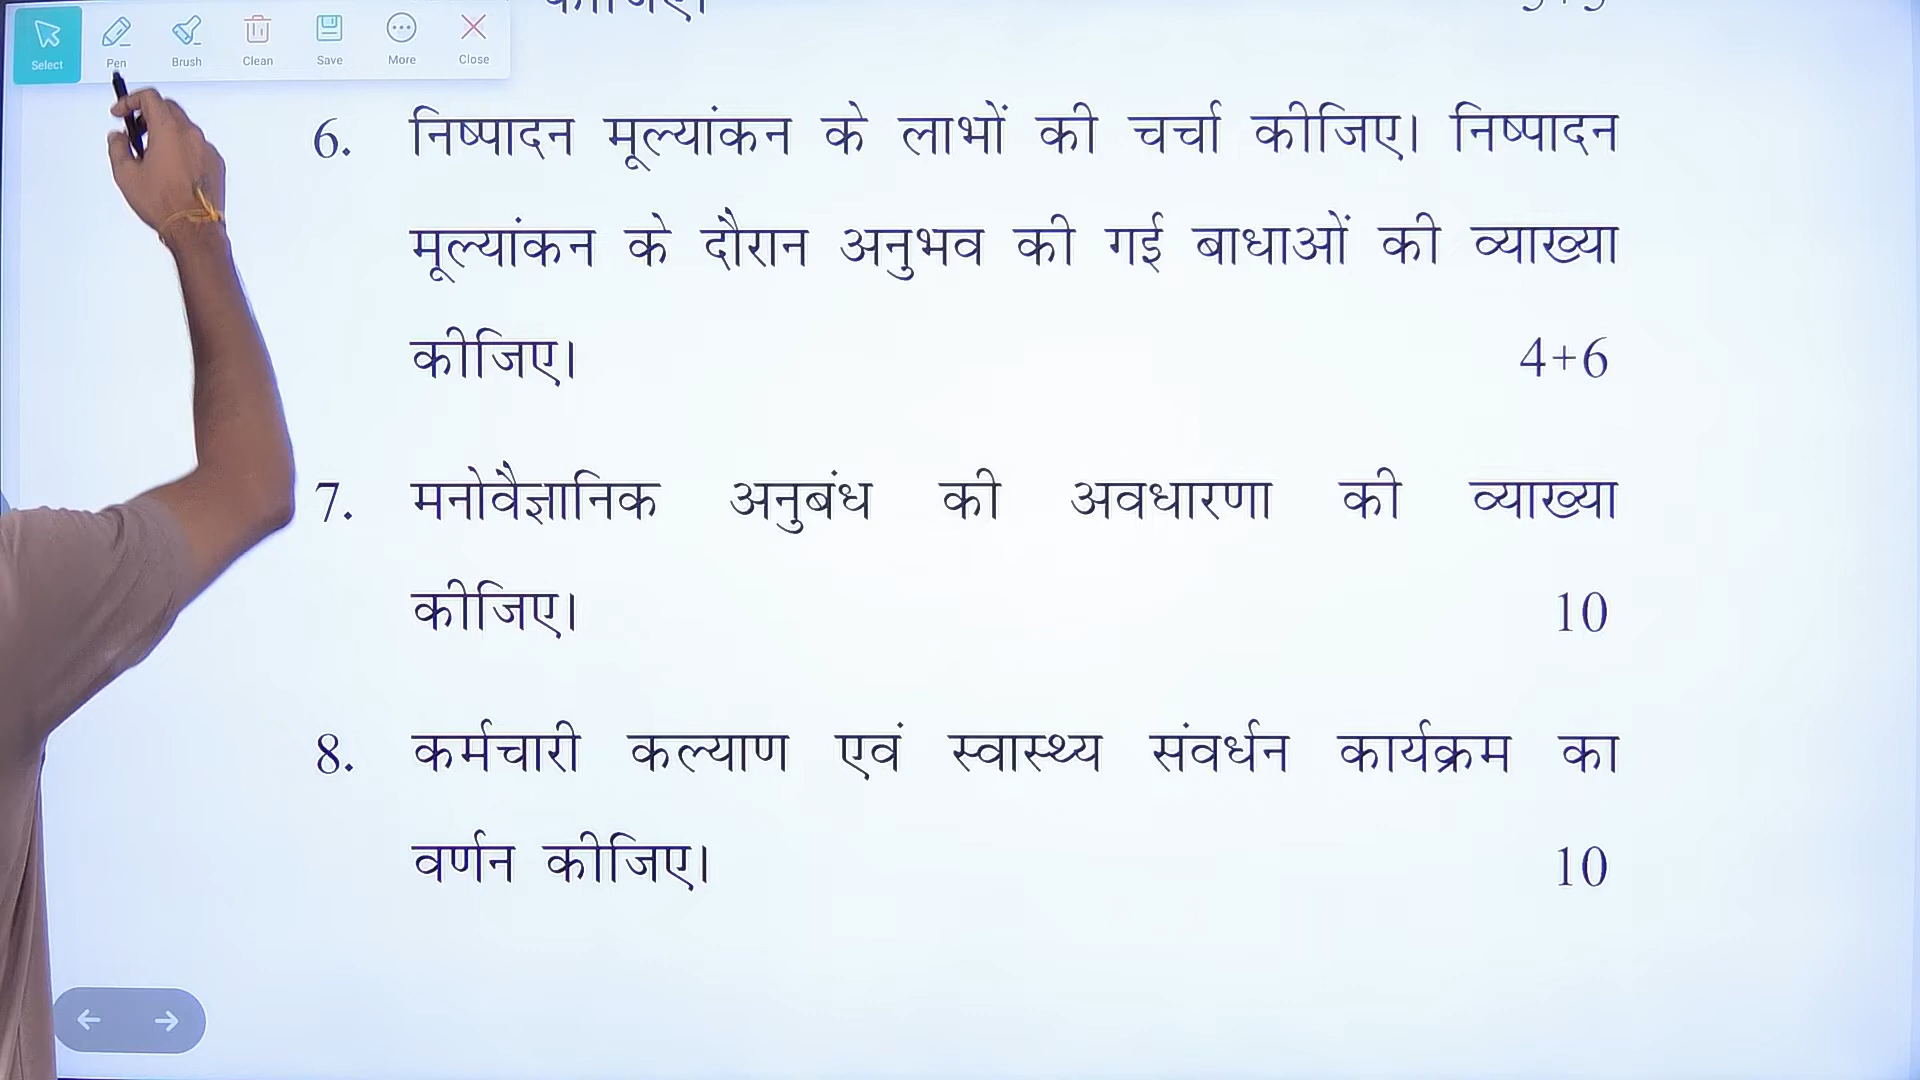 कीजिए।
Select Pen Brush Clean Save More Close
6. निष्पादन मूल्यांकन के लाभों की चर्चा कीजिए। निष्पादन
मूल्यांकन के दौरान अनुभव की गई बाधाओं की व्याख्या
कीजिए। 4+6
7. मनोवैज्ञानिक अनुबंध की अवधारणा की व्याख्या
कीजिए। 10
8. कर्मचारी कल्याण एवं स्वास्थ्य संवर्धन कार्यक्रम का
वर्णन कीजिए। 10